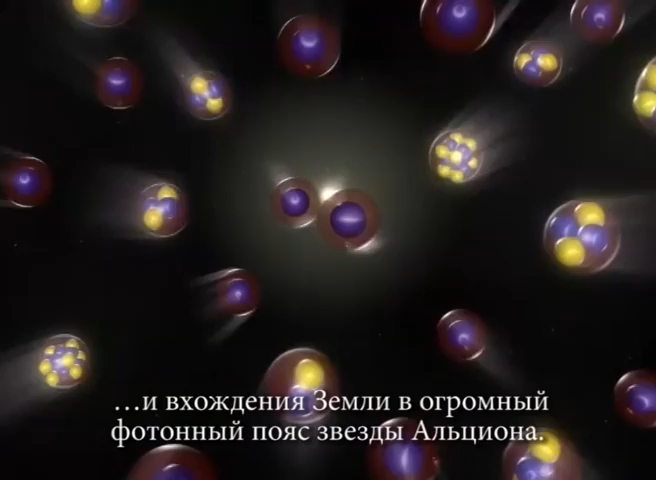 …и вхождения Земли в огромный
фотонный пояс звезды Альциона.